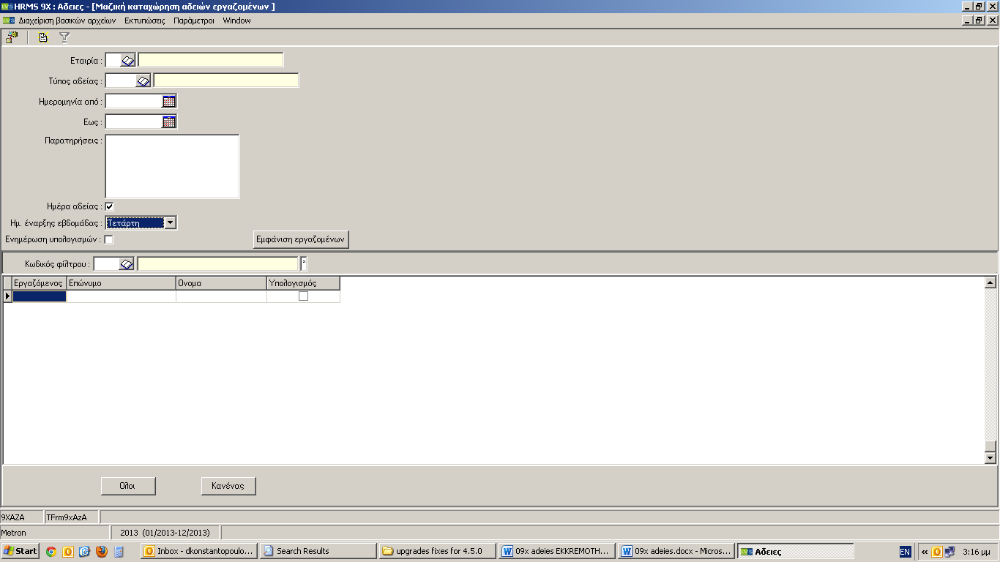 HRMS 9X : Αδειες - [Μαζική καταχώρηση αδειών εργαζομένων ]
Διαχείριση βασικών αρχείων Εκτυπώσεις Παράμετροι Window
Εταιρία :
Τύπος αδείας :
Ημερομηνία από :
Εως :
Παρατηρήσεις :
Ημέρα αδείας :
Ημ. έναρξης εβδομάδας : Τετάρτη
Ενημέρωση υπολογισμών : Εμφάνιση εργαζομένων
Κωδικός φίλτρου : *
Εργαζόμενος Επώνυμο Ονομα Υπολογισμός
Ολοι Κανένας
9XAZA TFrm9xAzA
Metron 2013 (01/2013-12/2013)
Start Inbox - dkonstantopoulo... Search Results upgrades fixes for 4.5.0 09x adeies EKKREMOTH... 09x adeies.docx - Micros... Αδειες EN « 3:16 μμ